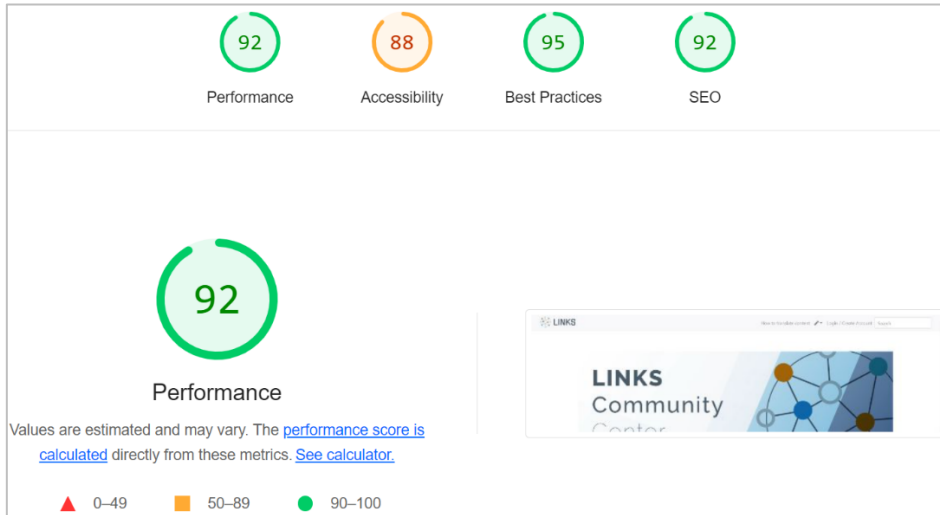 92
88
95
92
Performance
Accessibility
Best Practices
SEO
92
Performance
Values are estimated and may vary. The performance score is
calculated directly from these metrics. See calculator.
0–49
50–89
90–100
LINKS
LINKS
Community
Center